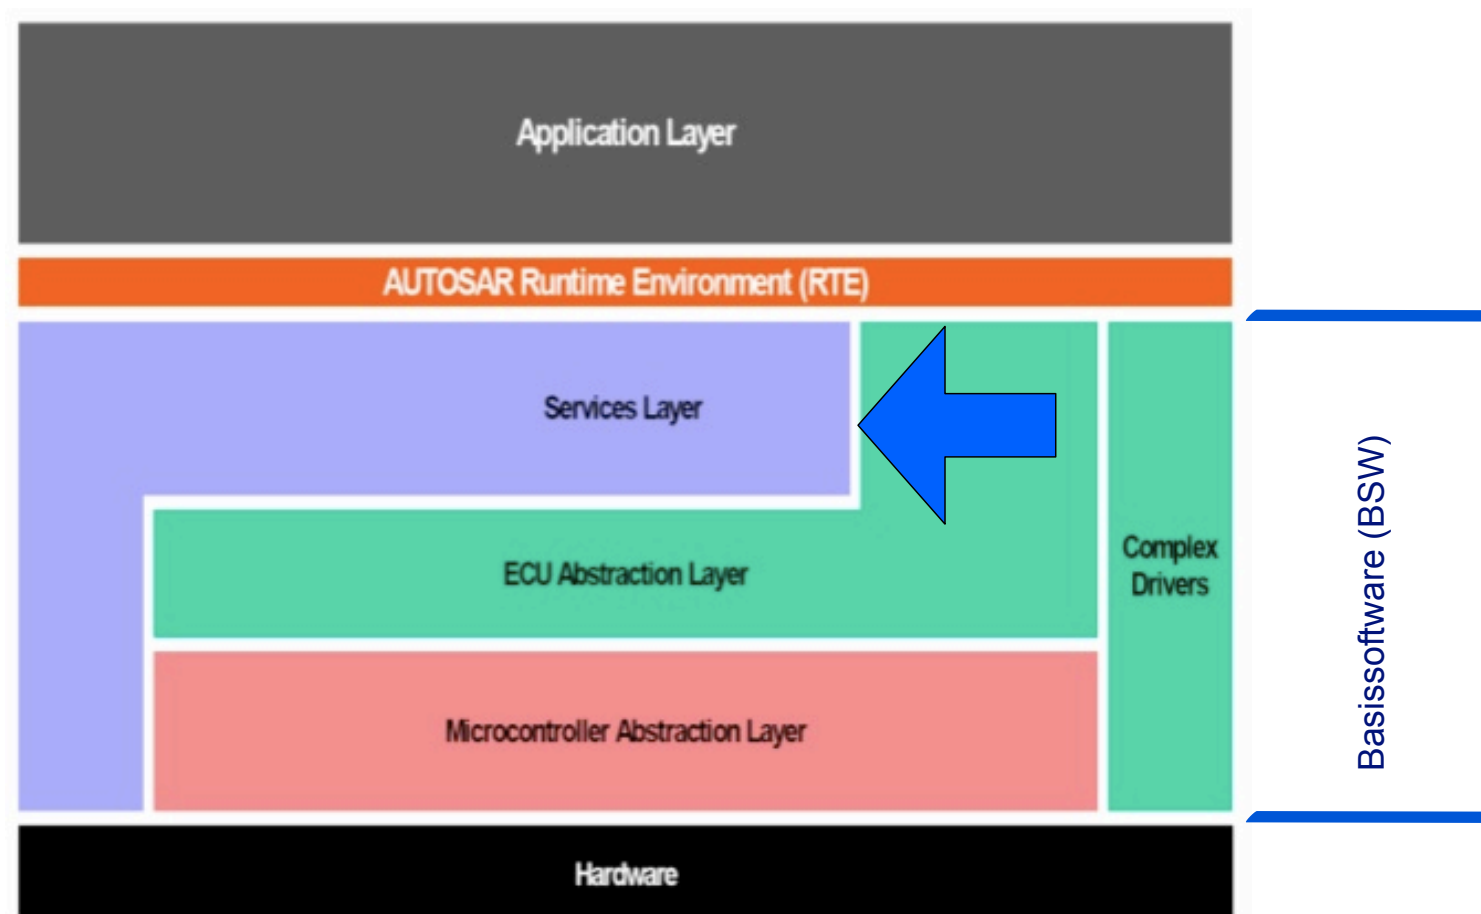 Application Layer
AUTOSAR Runtime Environment (RTE)
Services Layer
ECU Abstraction Layer
Complex
Drivers
Microcontroller Abstraction Layer
Hardware
Basissoftware (BSW)